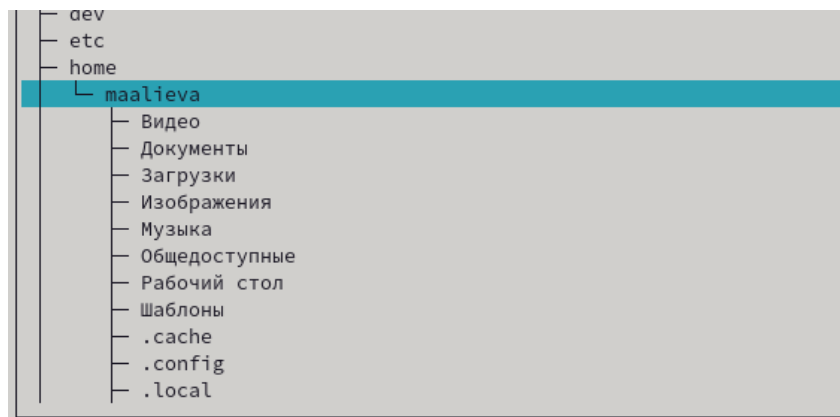 dev
etc
home
maalieva
Видео
Документы
Загрузки
Изображения
Музыка
Общедоступные
Рабочий стол
Шаблоны
.cache
.config
.local